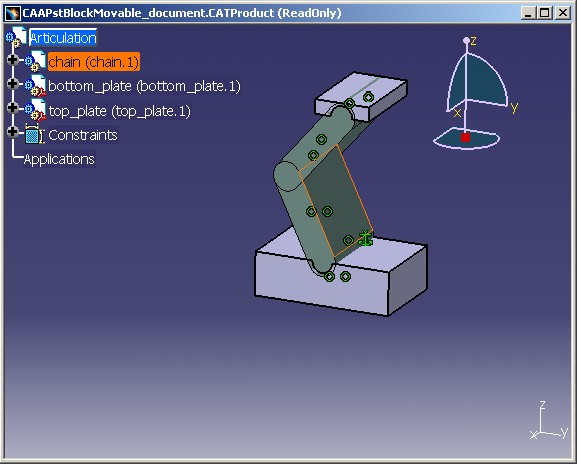 CAAPstBlockMovable_document.CATProduct (ReadOnly)
Articulation
chain (chain.1)
bottom_plate (bottom_plate.1)
top_plate (top_plate.1)
Constraints
Applications
z
x
y
z
x
y